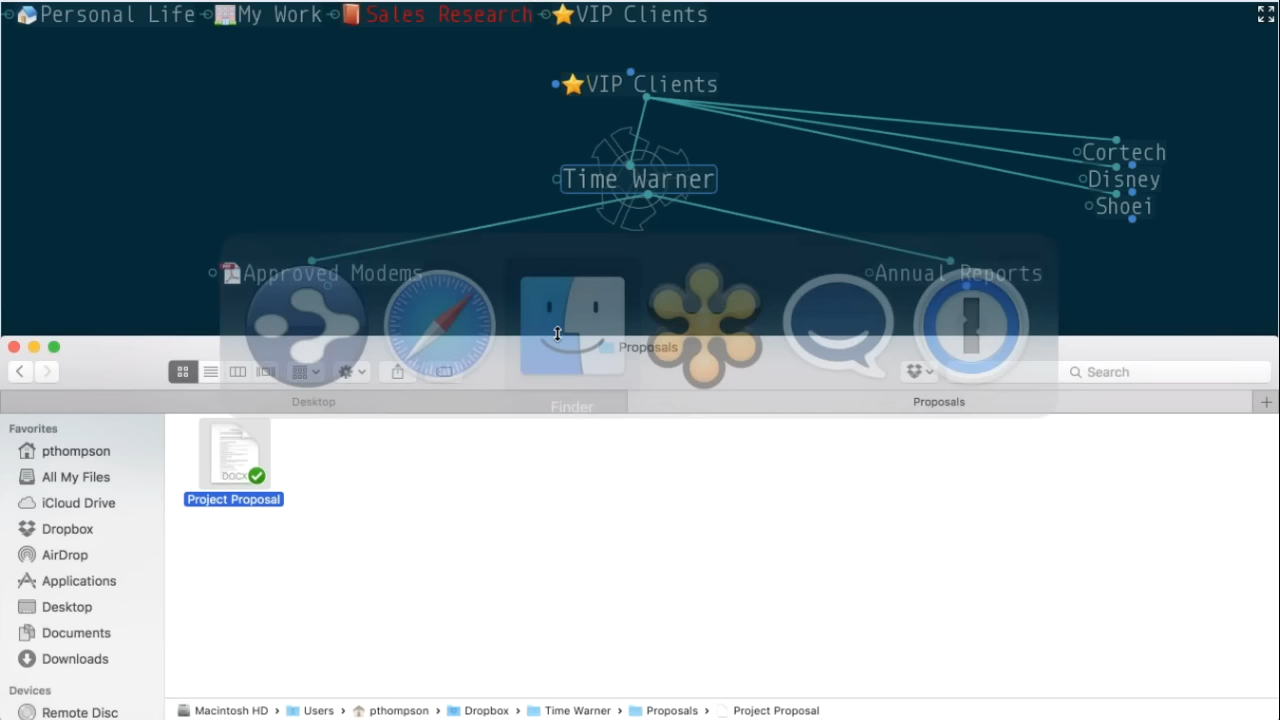 Personal Life My Work Sales Research VIP Clients
VIP Clients
Cortech
Time Warner
Disney
Shoei
Approved Modems
Annual Reports
Proposals
Search
Finder
Desktop
Proposals
Favorites
pthompson
All My Files
iCloud Drive
Dropbox
AirDrop
Applications
Desktop
Documents
Downloads
Devices
Remote Disc
DOCX
Project Proposal
Macintosh HD › Users › pthompson › Dropbox › Time Warner › Proposals › Project Proposal